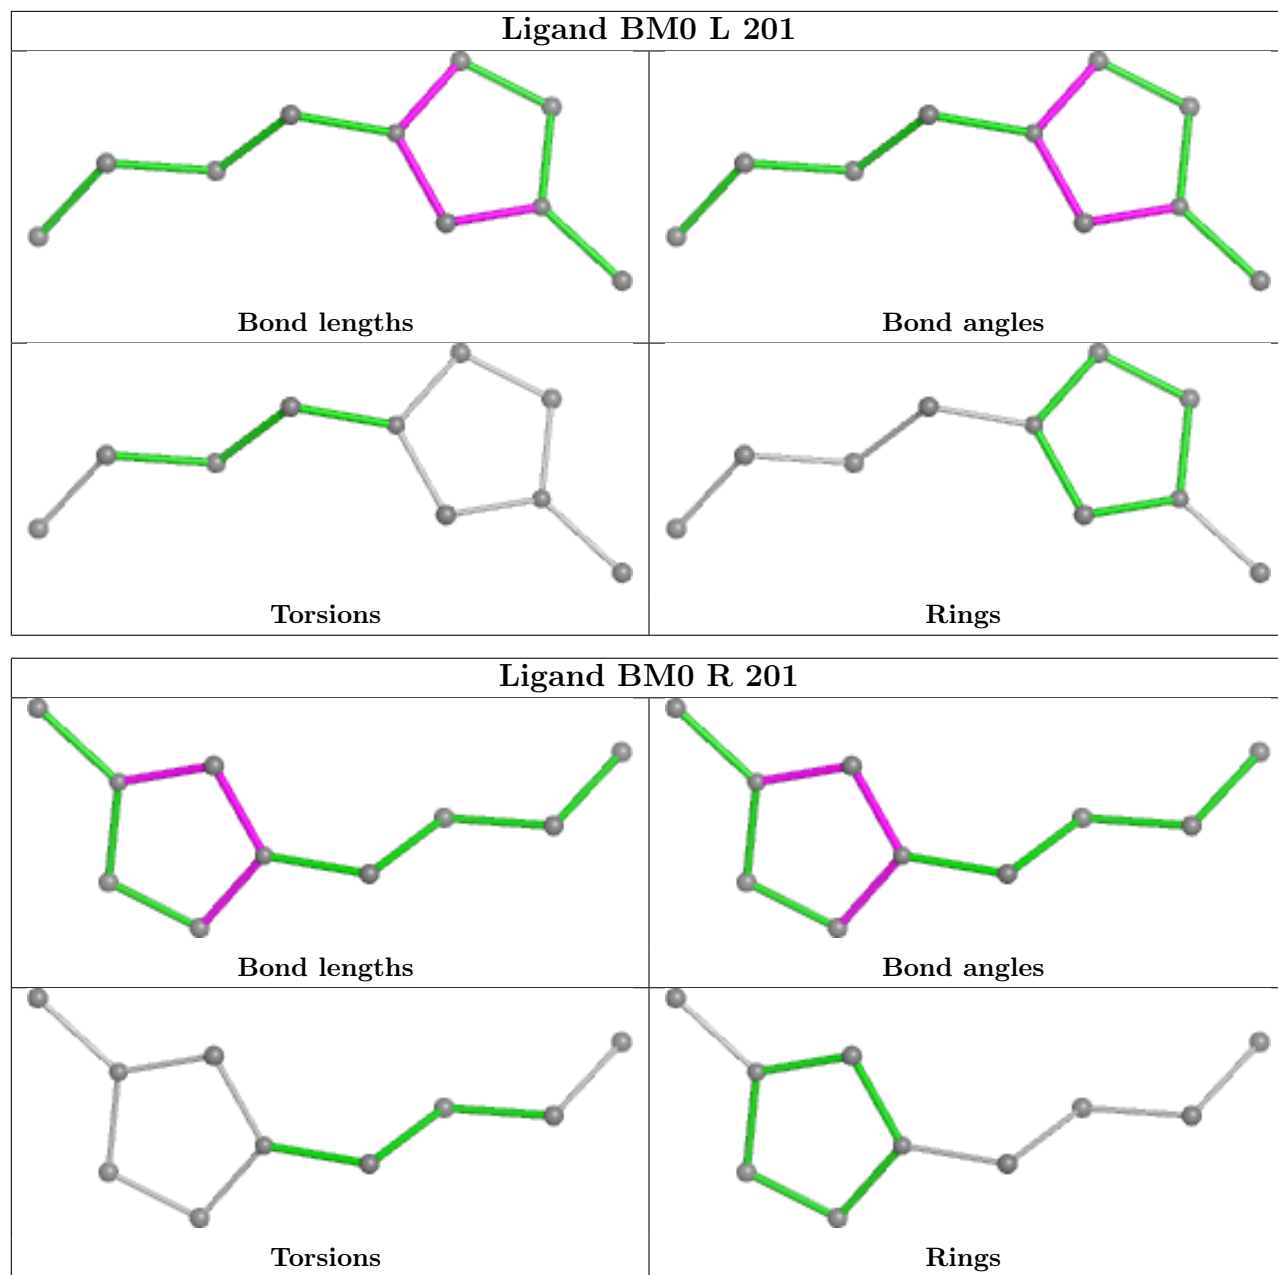 Ligand BM0 L 201
Bond lengths
Bond angles
Torsions
Rings
Ligand BM0 R 201
Bond lengths
Bond angles
Torsions
Rings